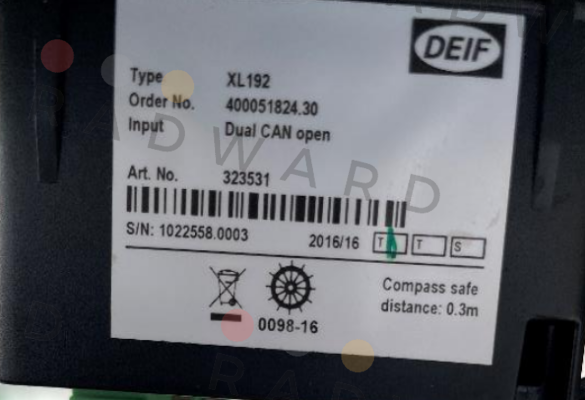 DEIF
Type XL192
Order No. 400051824.30
Input Dual CAN open
RADWARD
Art. No. 323531
S/N: 1022558.0003 2016/16 T T S
Compass safe
distance: 0.3m
0098-16